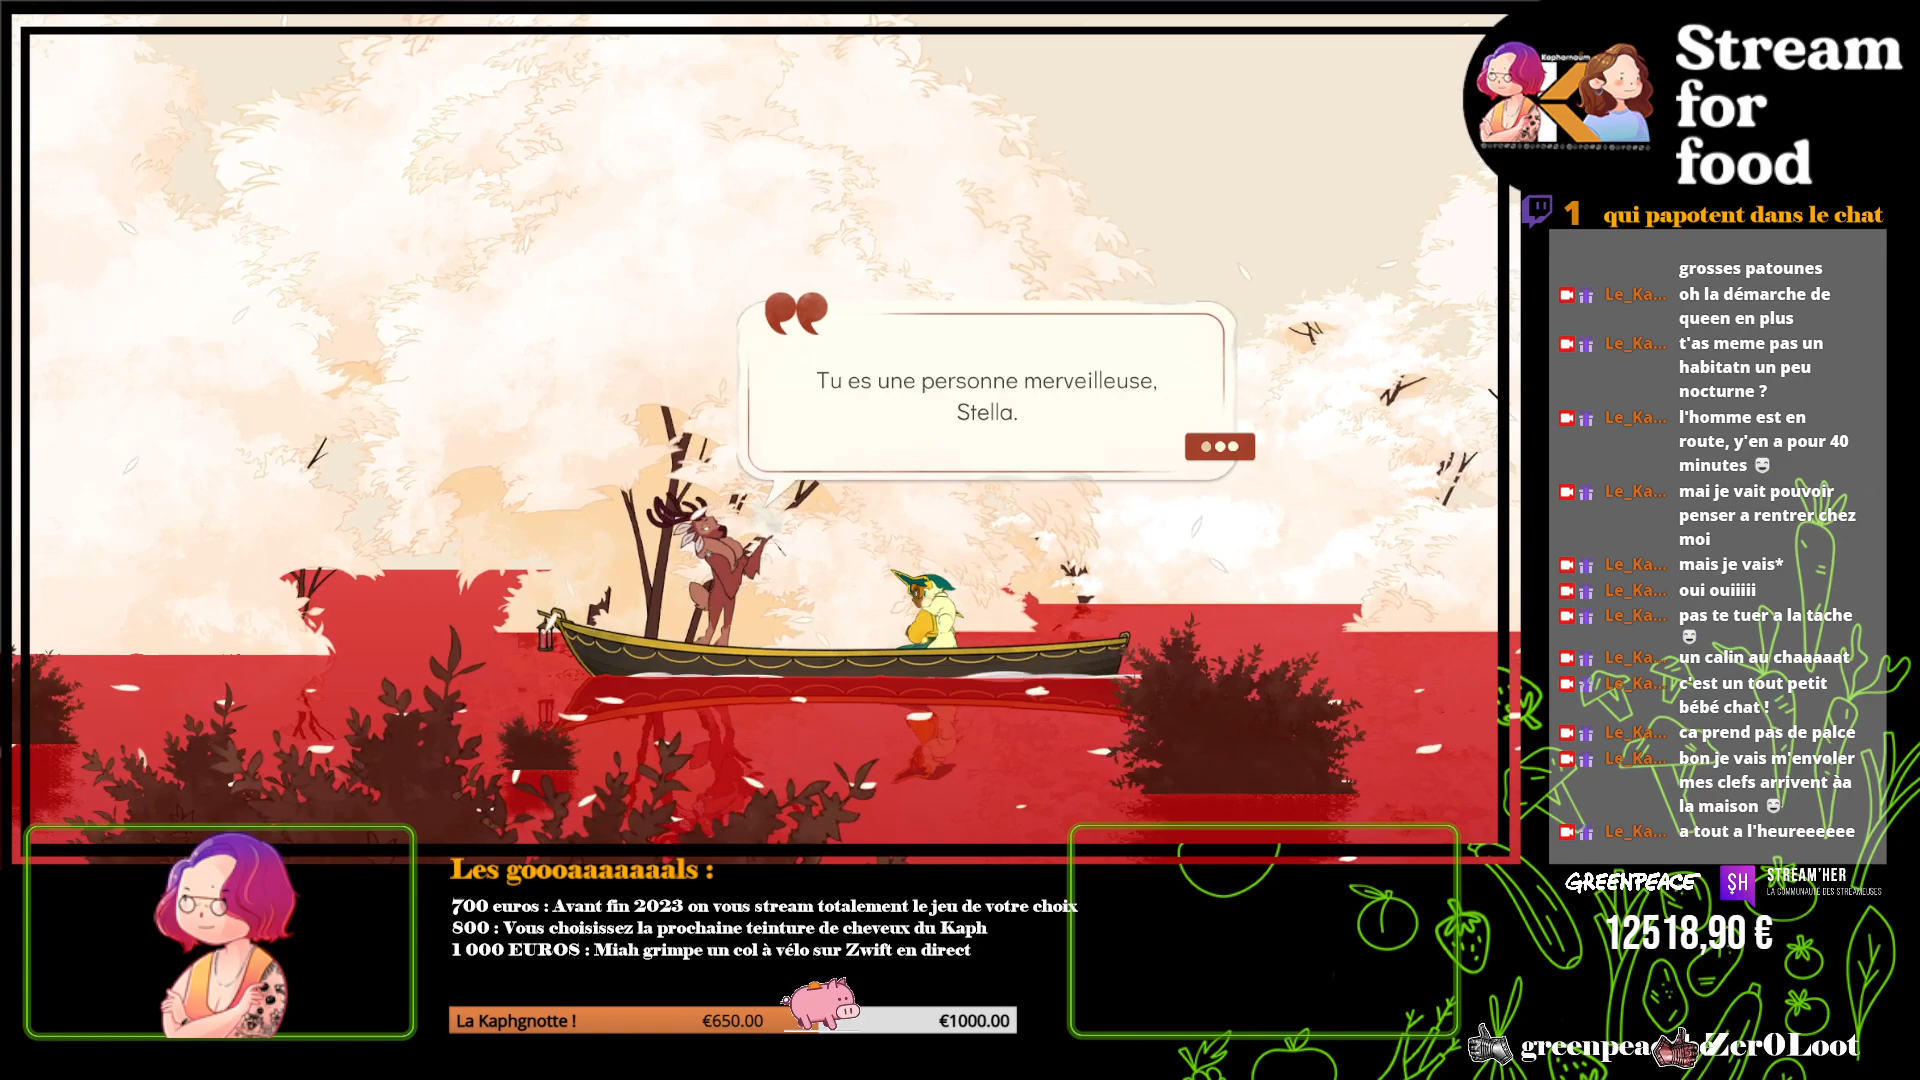 Kapharnaüm
Stream
for
food
1 qui papotent dans le chat
Tu es une personne merveilleuse,
Stella.
grosses patounes
Le_Ka... oh la démarche de
queen en plus
Le_Ka... t'as meme pas un
habitatn un peu
nocturne ?
Le_Ka... l'homme est en
route, y'en a pour 40
minutes
Le_Ka... mai je vait pouvoir
penser a rentrer chez
moi
Le_Ka... mais je vais*
Le_Ka... oui ouiiiii
Le_Ka... pas te tuer a la tache
Le_Ka... un calin au chaaaaat
Le_Ka... c'est un tout petit
bébé chat !
Le_Ka... ca prend pas de palce
Le_Ka... bon je vais m'envoler
mes clefs arrivent àa
la maison
Le_Ka... a tout a l'heureeeeee
Les goooaaaaaaals :
700 euros : Avant fin 2023 on vous stream totalement le jeu de votre choix
800 : Vous choisissez la prochaine teinture de cheveux du Kaph
1 000 EUROS : Miah grimpe un col à vélo sur Zwift en direct
La Kaphgnotte ! €650.00 €1000.00
GREENPEACE
SH
STREAM'HER
LA COMMUNAUTÉ DES STREAMEUSES
12518,90 €
greenpea
Zer0Loot